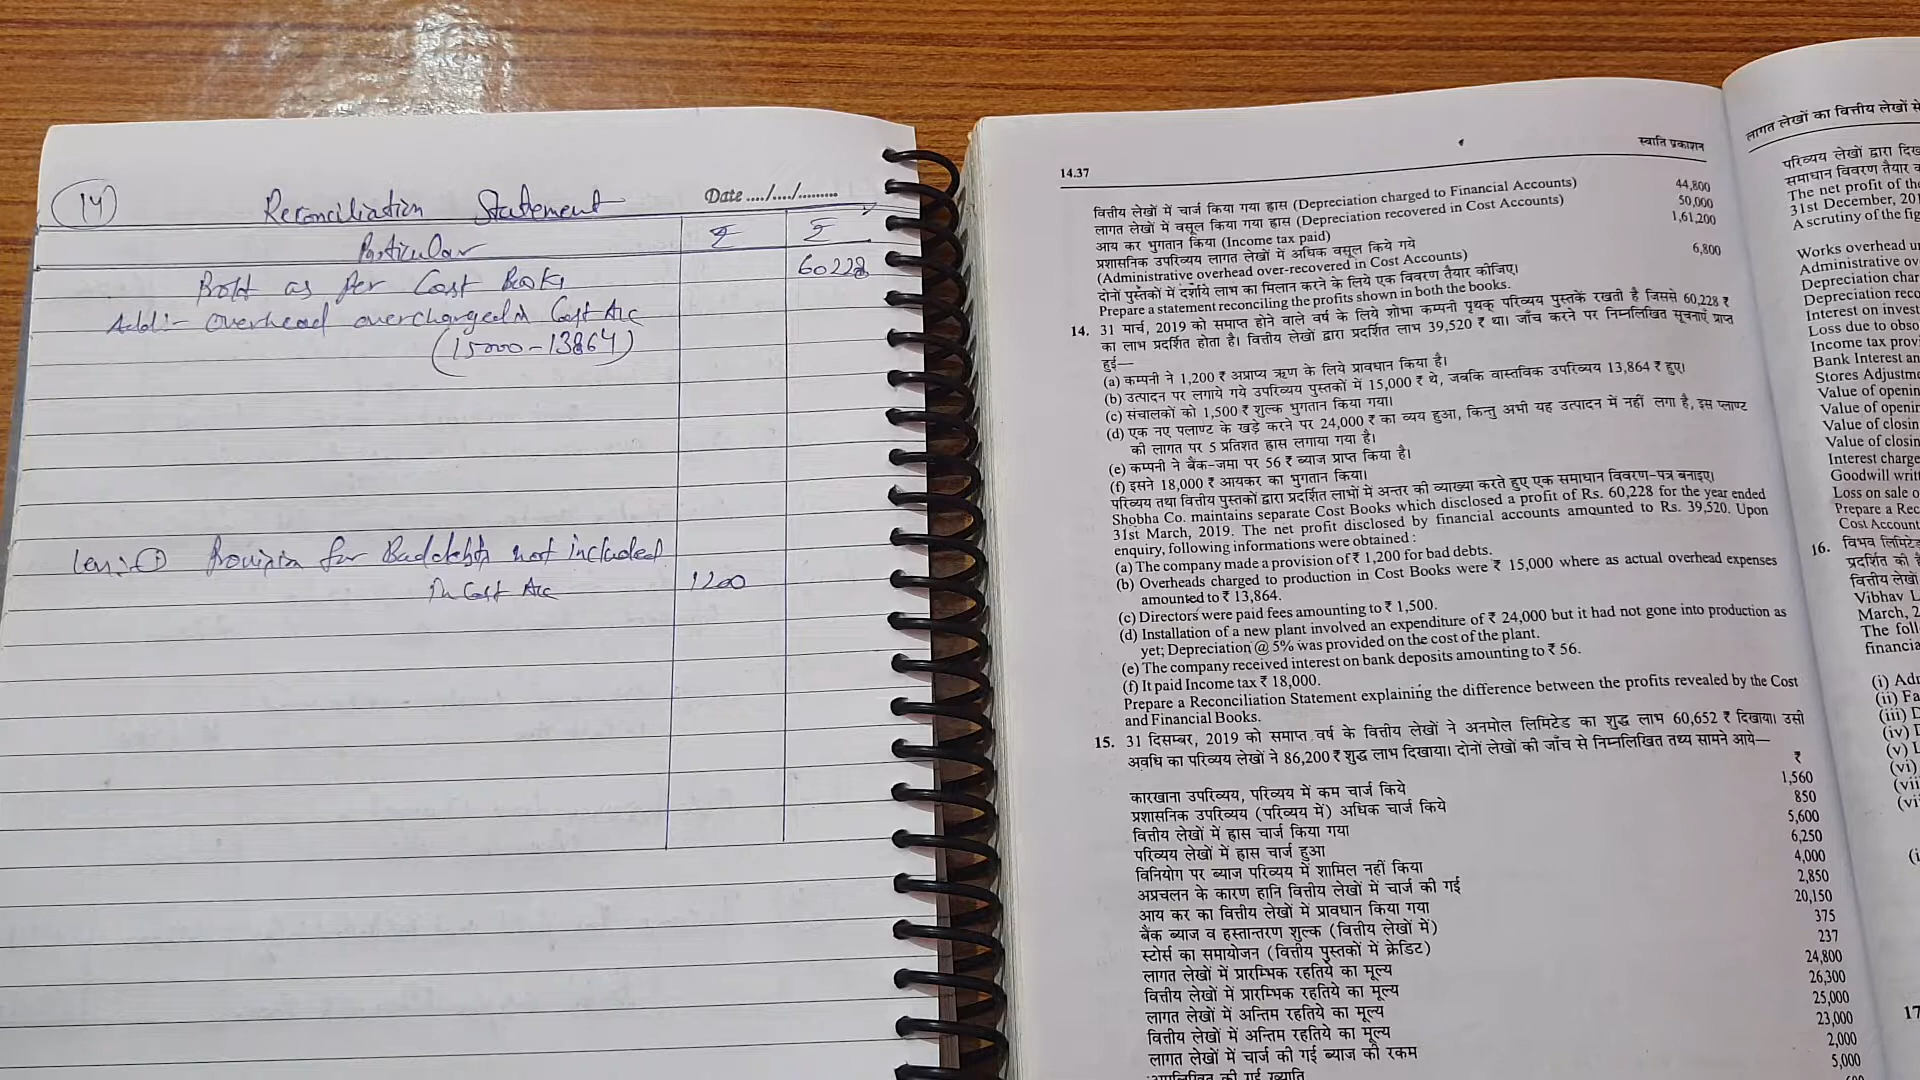 14
Reconciliation Statement
Date ..../..../.........
Particular
₹
₹
Profit as Per Cost Books
60228
Add:- Overhead overcharged in Cost A/c
(15000-13864)
Less:- ① Provision for Baddebts not included
In Cost A/c
1200
स्वाति प्रकाशन
14.37
वित्तीय लेखों में चार्ज किया गया ह्रास (Depreciation charged to Financial Accounts) 44,800
लागत लेखों में वसूल किया गया ह्रास (Depreciation recovered in Cost Accounts) 50,000
आय कर भुगतान किया (Income tax paid) 1,61,200
प्रशासनिक उपरिव्यय लागत लेखों में अधिक वसूल किये गये
(Administrative overhead over-recovered in Cost Accounts) 6,800
दोनों पुस्तकों में दर्शाये लाभ का मिलान करने के लिये एक विवरण तैयार कीजिए।
Prepare a statement reconciling the profits shown in both the books.
14. 31 मार्च, 2019 को समाप्त होने वाले वर्ष के लिये शोभा कम्पनी पृथक् परिव्यय पुस्तकें रखती है जिससे 60,228 ₹
का लाभ प्रदर्शित होता है। वित्तीय लेखों द्वारा प्रदर्शित लाभ 39,520 ₹ था। जाँच करने पर निम्नलिखित सूचनाएँ प्राप्त
हुई—
(a) कम्पनी ने 1,200 ₹ अप्राप्य ऋण के लिये प्रावधान किया है।
(b) उत्पादन पर लगाये गये उपरिव्यय पुस्तकों में 15,000 ₹ थे, जबकि वास्तविक उपरिव्यय 13,864 ₹ हुए।
(c) संचालकों को 1,500 ₹ शुल्क भुगतान किया गया।
(d) एक नए पलाण्ट के खड़े करने पर 24,000 ₹ का व्यय हुआ, किन्तु अभी यह उत्पादन में नहीं लगा है, इस प्लाण्ट
की लागत पर 5 प्रतिशत ह्रास लगाया गया है।
(e) कम्पनी ने बैंक-जमा पर 56 ₹ ब्याज प्राप्त किया है।
(f) इसने 18,000 ₹ आयकर का भुगतान किया।
परिव्यय तथा वित्तीय पुस्तकों द्वारा प्रदर्शित लाभों में अन्तर की व्याख्या करते हुए एक समाधान विवरण-पत्र बनाइए।
Shobha Co. maintains separate Cost Books which disclosed a profit of Rs. 60,228 for the year ended
31st March, 2019. The net profit disclosed by financial accounts amounted to Rs. 39,520. Upon
enquiry, following informations were obtained :
(a) The company made a provision of ₹ 1,200 for bad debts.
(b) Overheads charged to production in Cost Books were ₹ 15,000 where as actual overhead expenses
amounted to ₹ 13,864.
(c) Directors were paid fees amounting to ₹ 1,500.
(d) Installation of a new plant involved an expenditure of ₹ 24,000 but it had not gone into production as
yet; Depreciation @ 5% was provided on the cost of the plant.
(e) The company received interest on bank deposits amounting to ₹ 56.
(f) It paid Income tax ₹ 18,000.
Prepare a Reconciliation Statement explaining the difference between the profits revealed by the Cost
and Financial Books.
15. 31 दिसम्बर, 2019 को समाप्त वर्ष के वित्तीय लेखों ने अनमोल लिमिटेड का शुद्ध लाभ 60,652 ₹ दिखाया। उसी
अवधि का परिव्यय लेखों ने 86,200 ₹ शुद्ध लाभ दिखाया। दोनों लेखों की जाँच से निम्नलिखित तथ्य सामने आये—
₹
कारखाना उपरिव्यय, परिव्यय में कम चार्ज किये 1,560
प्रशासनिक उपरिव्यय (परिव्यय में) अधिक चार्ज किये 850
वित्तीय लेखों में ह्रास चार्ज किया गया 5,600
परिव्यय लेखों में ह्रास चार्ज हुआ 6,250
विनियोग पर ब्याज परिव्यय में शामिल नहीं किया 4,000
अप्रचलन के कारण हानि वित्तीय लेखों में चार्ज की गई 2,850
आय कर का वित्तीय लेखों में प्रावधान किया गया 20,150
बैंक ब्याज व हस्तान्तरण शुल्क (वित्तीय लेखों में) 375
स्टोर्स का समायोजन (वित्तीय पुस्तकों में क्रेडिट) 237
लागत लेखों में प्रारम्भिक रहतिये का मूल्य 24,800
वित्तीय लेखों में प्रारम्भिक रहतिये का मूल्य 26,300
लागत लेखों में अन्तिम रहतिये का मूल्य 25,000
वित्तीय लेखों में अन्तिम रहतिये का मूल्य 23,000
लागत लेखों में चार्ज की गई ब्याज की रकम 2,000
5,000
लागत लेखों का वित्तीय लेखों से
परिव्यय लेखों द्वारा
समाधान विवरण तैयार
The net profit of the
31st December, 201
A scrutiny of the fig
Works overhead
Administrative ov
Depreciation char
Depreciation reco
Interest on invest
Loss due to obso
Income tax prov
Bank Interest an
Stores Adjustme
Value of openin
Value of openin
Value of closin
Value of closin
Interest charge
Goodwill writ
Loss on sale o
Prepare a Rec
Cost Account
16. विभव
प्रदर्शित की
वित्तीय लेखों
Vibhav L
March, 2
The foll
financia
(i) Adr
(ii) Fa
(iii)
(iv)
(v)
(vi)
(vii
(vi
17